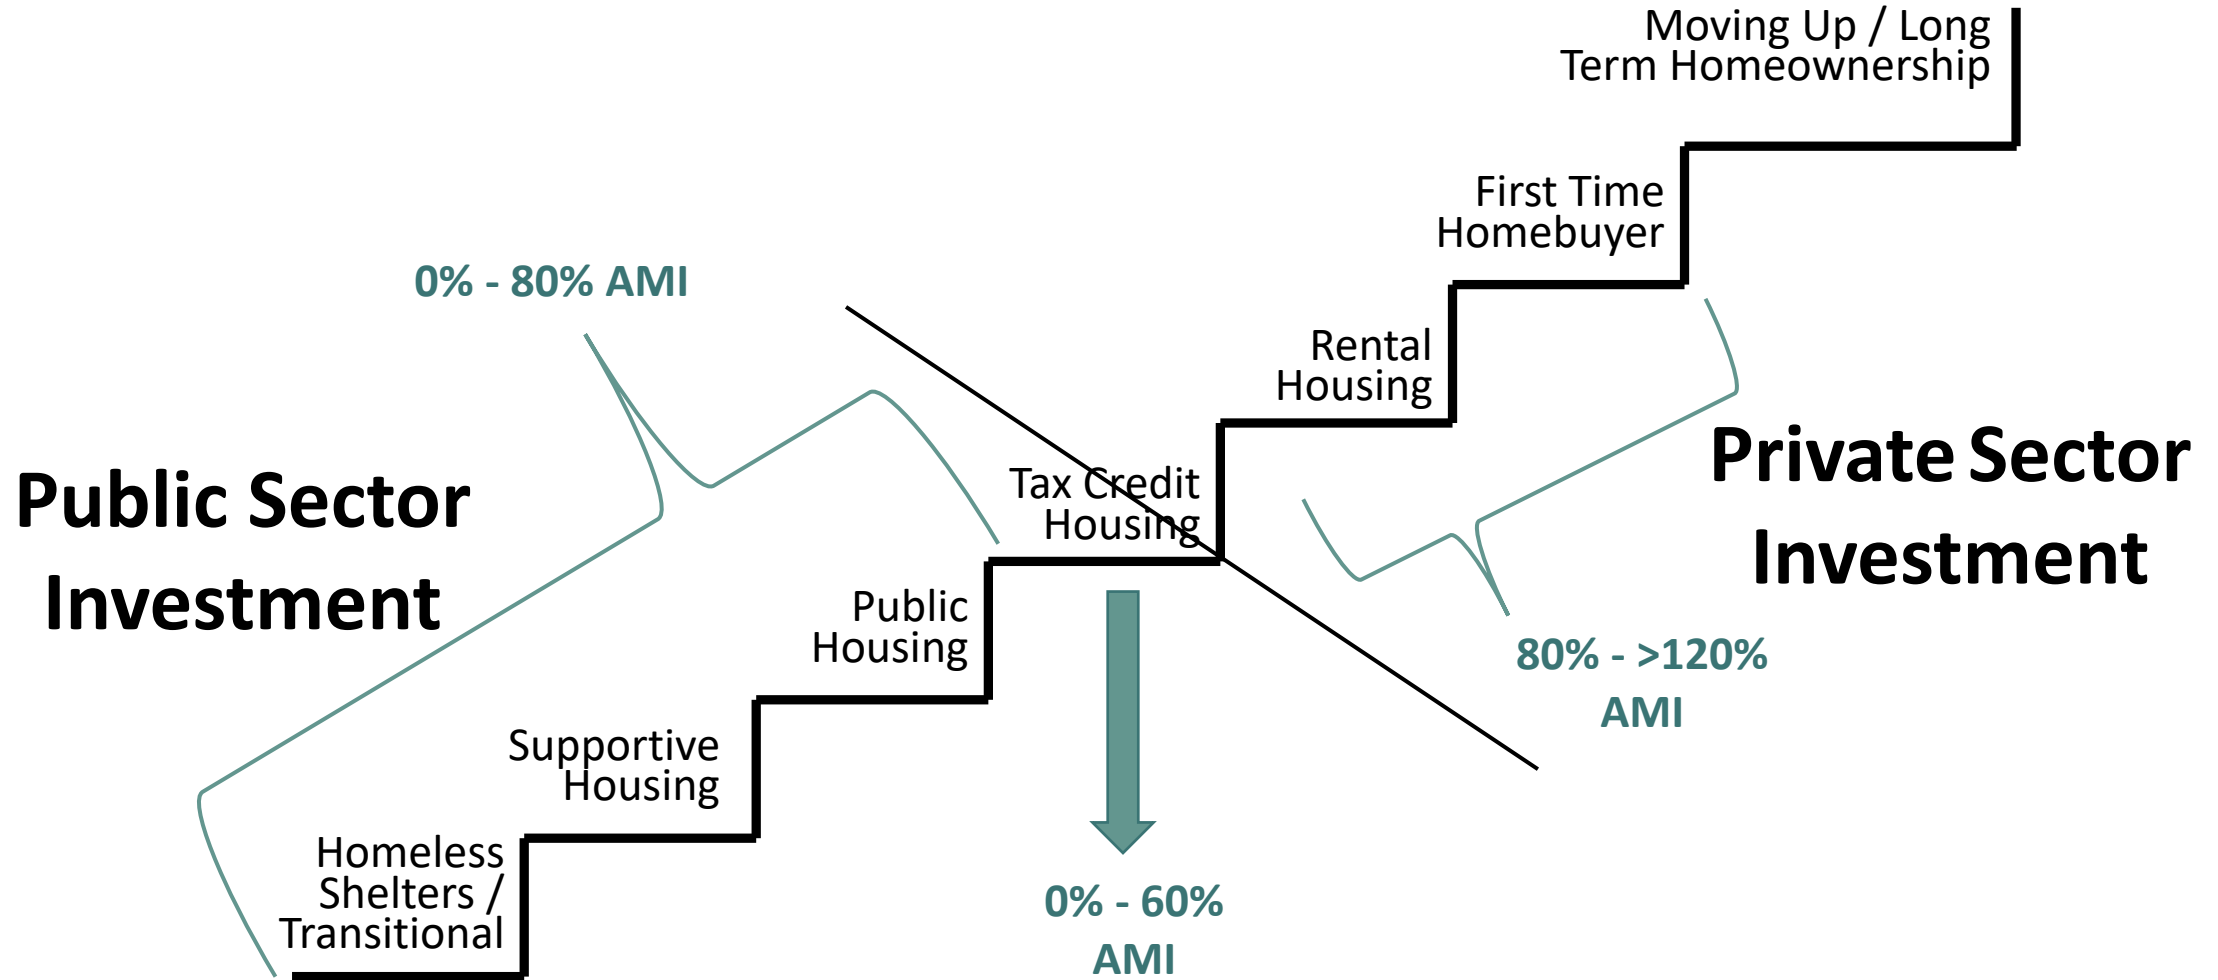 Moving Up / Long
Term Homeownership
First Time
Homebuyer
0% - 80% AMI
Rental
Housing
Public Sector
Investment
Tax Credit
Housing
Private Sector
Investment
Public
Housing
80% - >120%
AMI
Supportive
Housing
Homeless
Shelters /
Transitional
0% - 60%
AMI